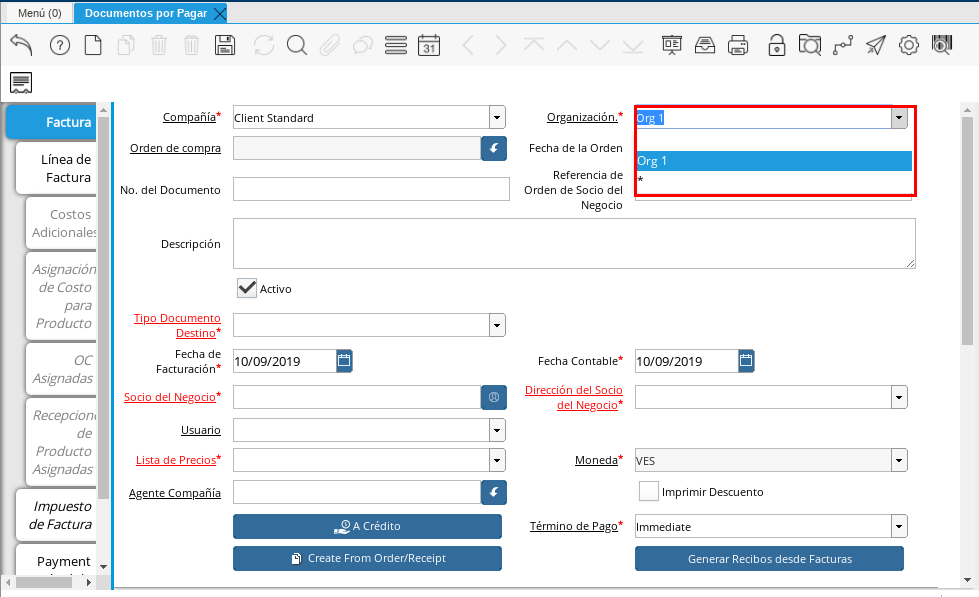 Menú (0)
Documentos por Pagar
31
Factura
Línea de
Factura
Costos
Adicionales
Asignación
de Costo
para
Producto
OC
Asignadas
Recepcione
de
Producto
Asignadas
Impuesto
de Factura
Payment
Compañía*
Client Standard
Organización.*
Org 1
Org 1
*
Orden de compra
Fecha de la Orden
No. del Documento
Referencia de
Orden de Socio del
Negocio
Descripción
Activo
Tipo Documento
Destino*
Fecha de
Facturación*
10/09/2019
Fecha Contable*
10/09/2019
Socio del Negocio*
Dirección del Socio
del Negocio*
Usuario
Lista de Precios*
Moneda*
VES
Agente Compañía
Imprimir Descuento
A Crédito
Término de Pago*
Immediate
Create From Order/Receipt
Generar Recibos desde Facturas